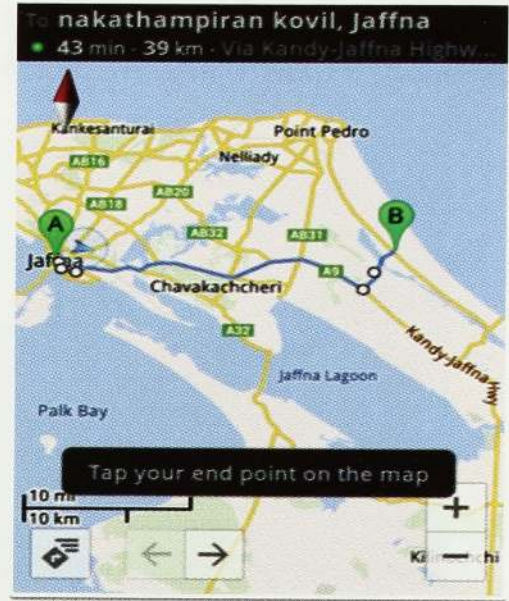 To nakathampiran kovil, Jaffna
43 min - 39 km - Via Kandy-Jaffna Highw...
Kankesanturai
Point Pedro
AB16
Nelliady
AB20
AB18
A
B
AB32
AB31
Jaffna
A9
Chavakachcheri
A32
Kandy-Jaffna
Jaffna Lagoon
Palk Bay
Tap your end point on the map
10 mi
10 km
+